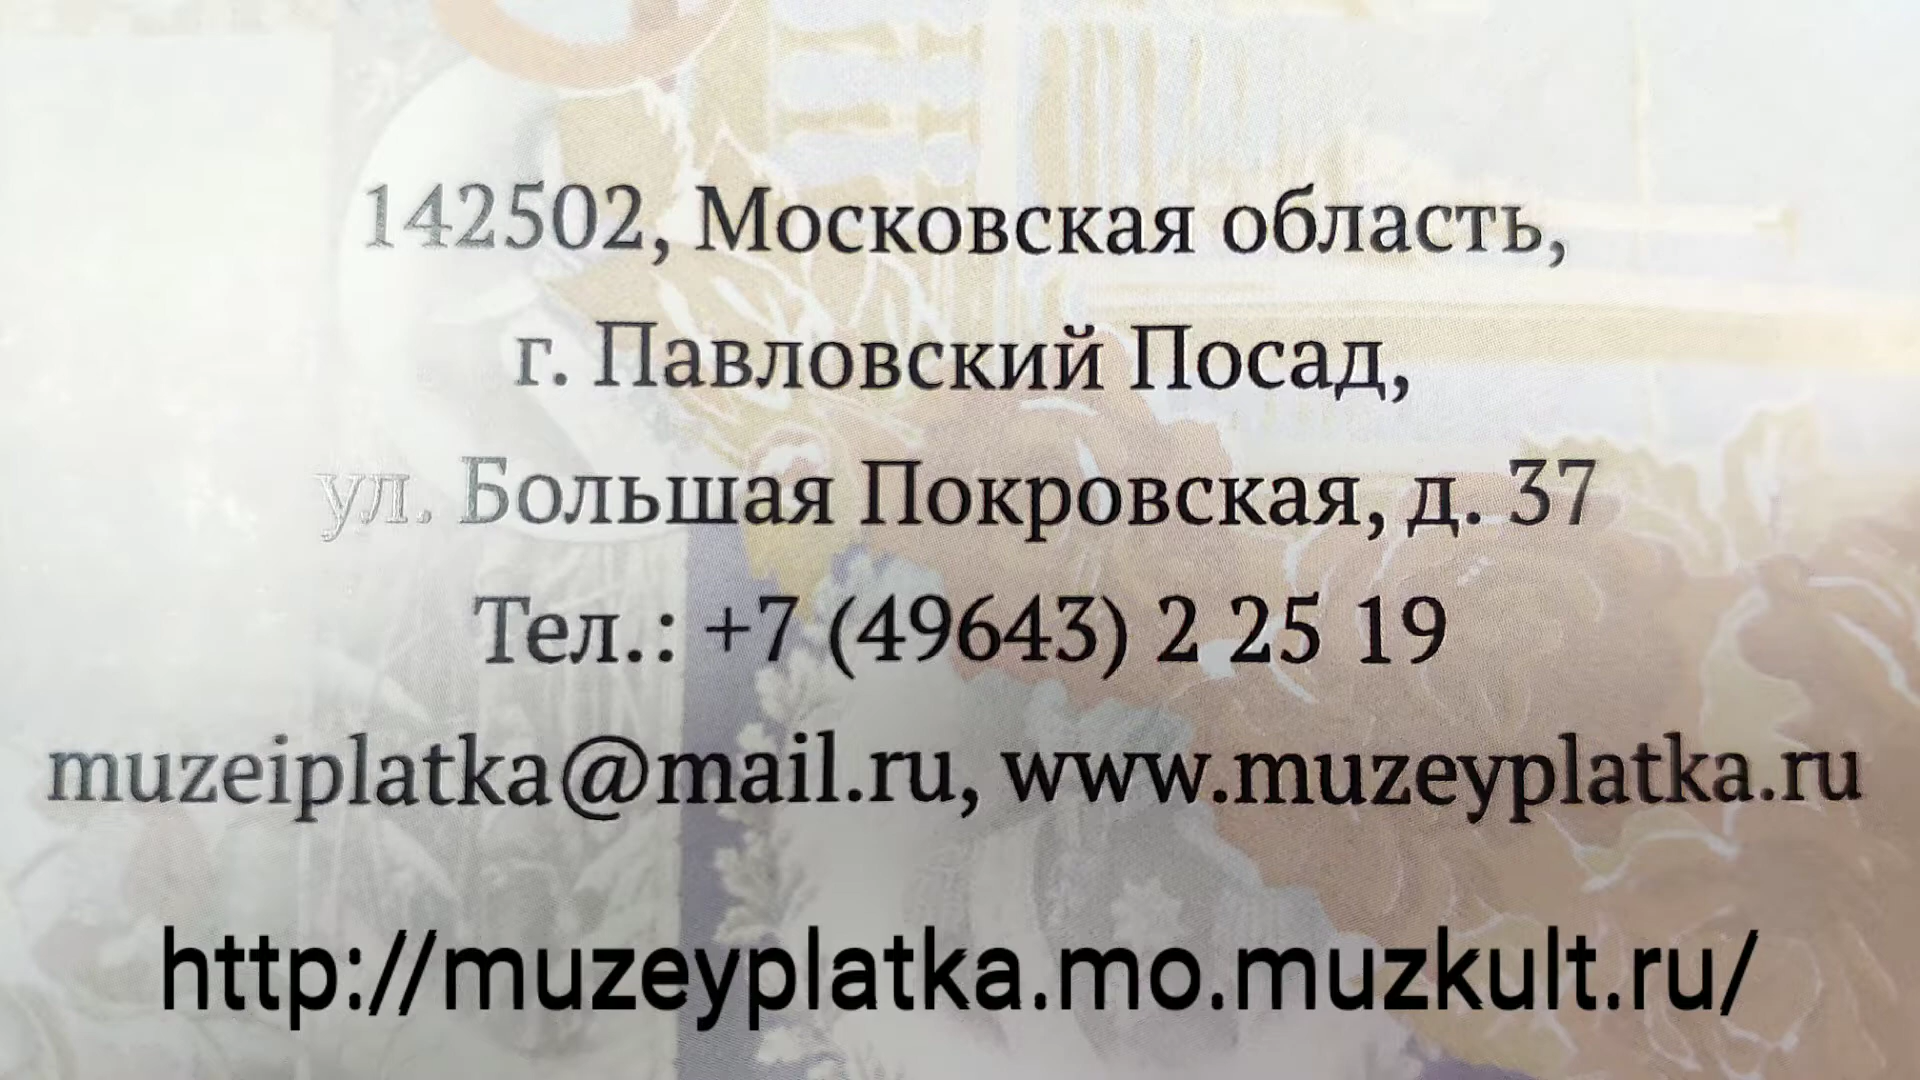 142502, Московская область,
г. Павловский Посад,
ул. Большая Покровская, д. 37
Тел.: +7 (49643) 2 25 19
muzeiplatka@mail.ru, www.muzeyplatka.ru
http://muzeyplatka.mo.muzkult.ru/